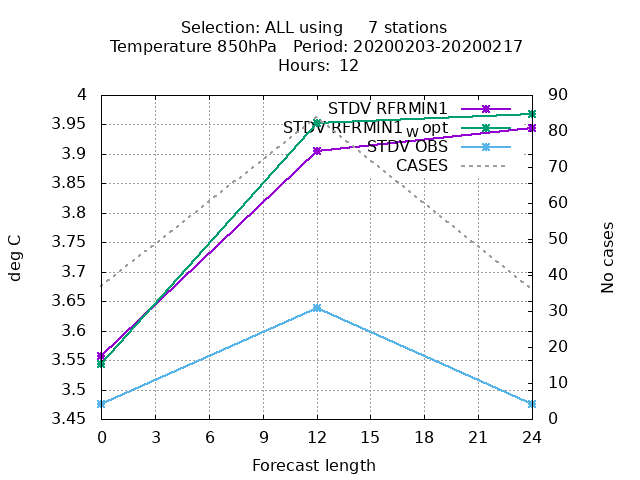 Selection: ALL using     7 stations
Temperature 850hPa   Period: 20200203-20200217
Hours:  12
4
3.95
3.9
3.85
3.8
3.75
3.7
3.65
3.6
3.55
3.5
3.45
deg C
STDV RFRMIN1
STDV RFRMIN1_W opt
STDV OBS
CASES
90
80
70
60
50
40
30
20
10
0
No cases
0 3 6 9 12 15 18 21 24
Forecast length